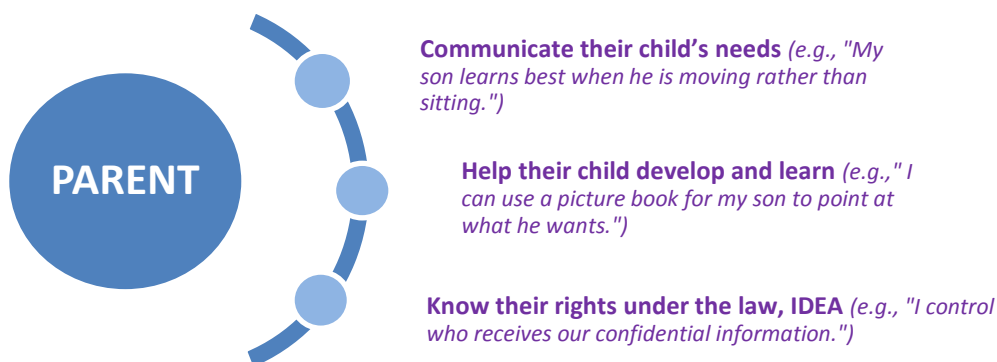 PARENT
Communicate their child's needs (e.g., "My
son learns best when he is moving rather than
sitting.")
Help their child develop and learn (e.g.," I
can use a picture book for my son to point at
what he wants.")
Know their rights under the law, IDEA (e.g., "I control
who receives our confidential information.")